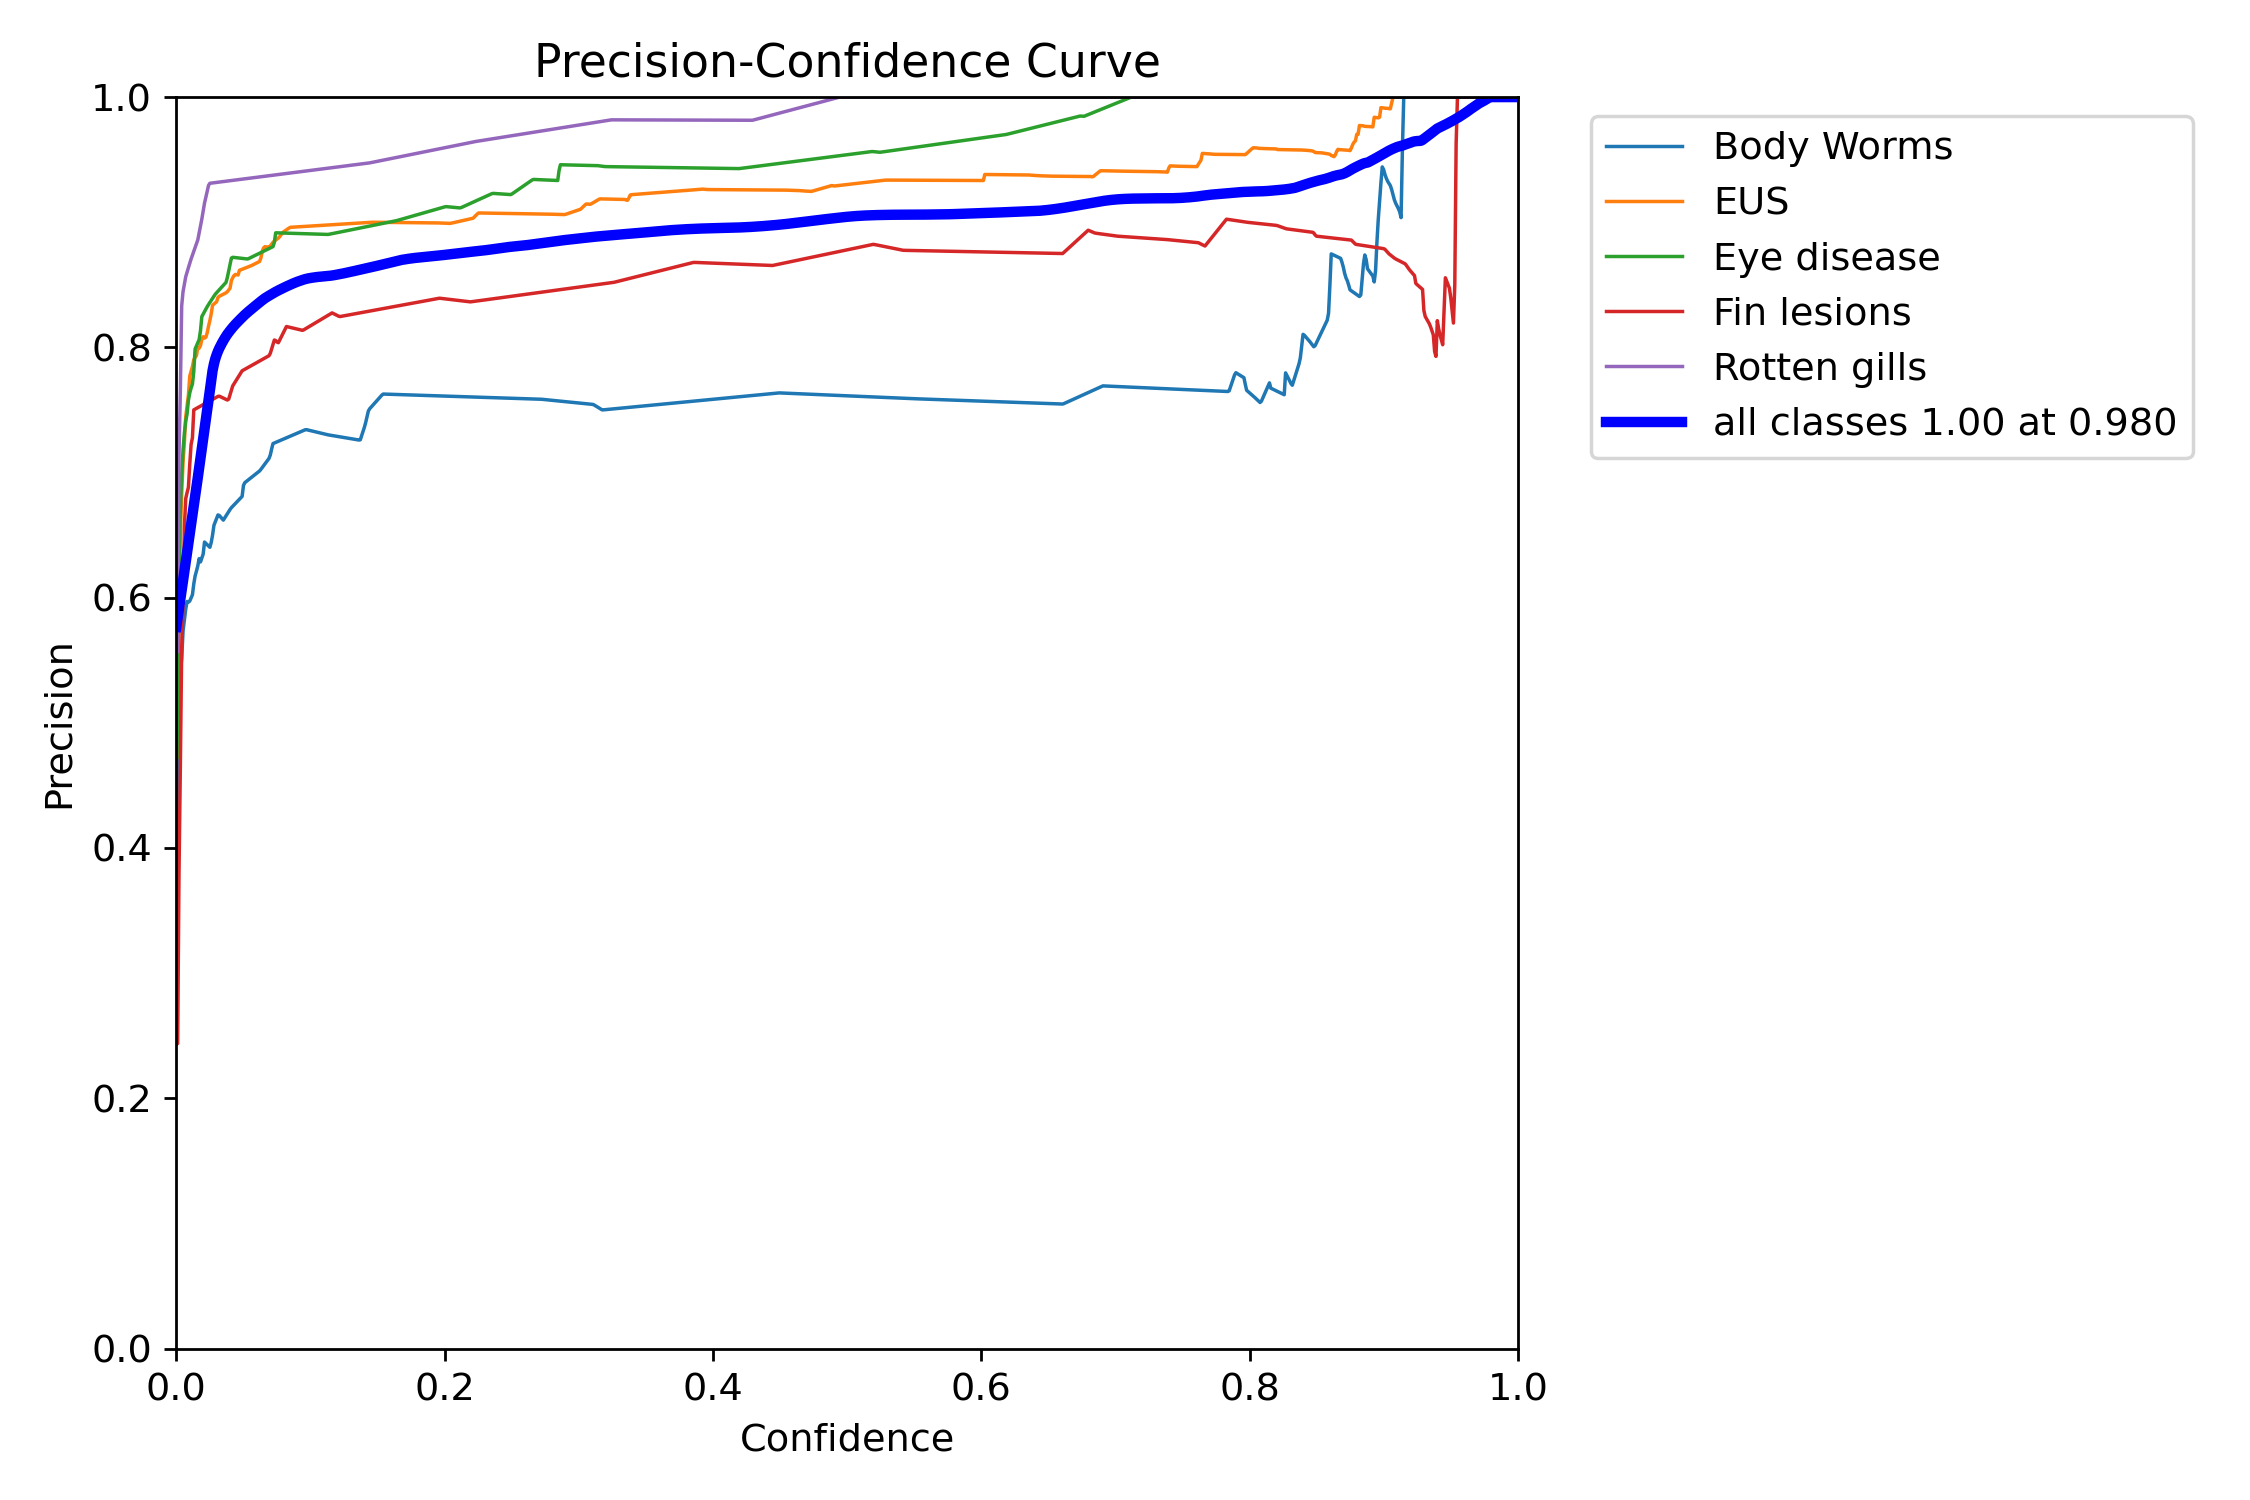 Precision-Confidence Curve
1.0
0.8
0.6
0.4
0.2
0.0
Precision
0.0 0.2 0.4 0.6 0.8 1.0
Confidence
Body Worms
EUS
Eye disease
Fin lesions
Rotten gills
all classes 1.00 at 0.980